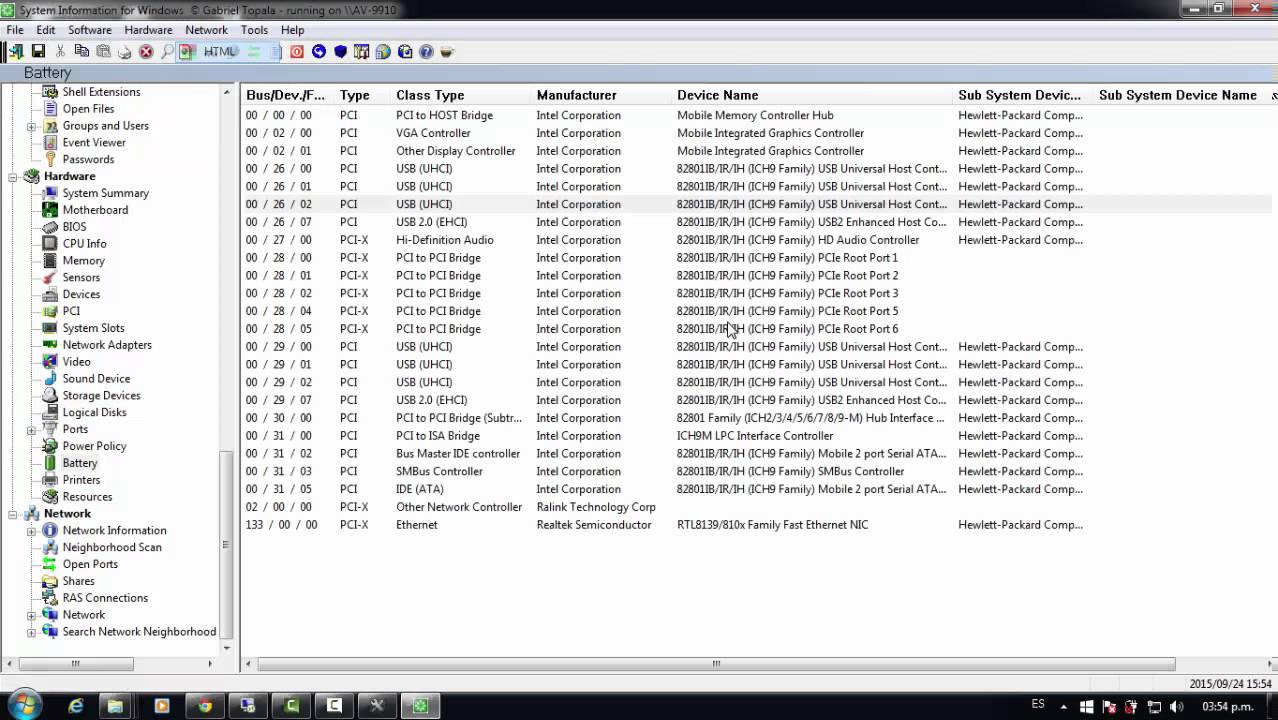 System Information for Windows © Gabriel Topala - running on \\AV-9910
File Edit Software Hardware Network Tools Help
HTML
Battery
Shell Extensions
Open Files
Groups and Users
Event Viewer
Passwords
Hardware
System Summary
Motherboard
BIOS
CPU Info
Memory
Sensors
Devices
PCI
System Slots
Network Adapters
Video
Sound Device
Storage Devices
Logical Disks
Ports
Power Policy
Battery
Printers
Resources
Network
Network Information
Neighborhood Scan
Open Ports
Shares
RAS Connections
Network
Search Network Neighborhood
Bus/Dev./F... Type Class Type Manufacturer Device Name Sub System Devic... Sub System Device Name
00 / 00 / 00 PCI PCI to HOST Bridge Intel Corporation Mobile Memory Controller Hub Hewlett-Packard Comp...
00 / 02 / 00 PCI VGA Controller Intel Corporation Mobile Integrated Graphics Controller Hewlett-Packard Comp...
00 / 02 / 01 PCI Other Display Controller Intel Corporation Mobile Integrated Graphics Controller Hewlett-Packard Comp...
00 / 26 / 00 PCI USB (UHCI) Intel Corporation 82801IB/IR/IH (ICH9 Family) USB Universal Host Cont... Hewlett-Packard Comp...
00 / 26 / 01 PCI USB (UHCI) Intel Corporation 82801IB/IR/IH (ICH9 Family) USB Universal Host Cont... Hewlett-Packard Comp...
00 / 26 / 02 PCI USB (UHCI) Intel Corporation 82801IB/IR/IH (ICH9 Family) USB Universal Host Cont... Hewlett-Packard Comp...
00 / 26 / 07 PCI USB 2.0 (EHCI) Intel Corporation 82801IB/IR/IH (ICH9 Family) USB2 Enhanced Host Co... Hewlett-Packard Comp...
00 / 27 / 00 PCI-X Hi-Definition Audio Intel Corporation 82801IB/IR/IH (ICH9 Family) HD Audio Controller Hewlett-Packard Comp...
00 / 28 / 00 PCI-X PCI to PCI Bridge Intel Corporation 82801IB/IR/IH (ICH9 Family) PCIe Root Port 1
00 / 28 / 01 PCI-X PCI to PCI Bridge Intel Corporation 82801IB/IR/IH (ICH9 Family) PCIe Root Port 2
00 / 28 / 02 PCI-X PCI to PCI Bridge Intel Corporation 82801IB/IR/IH (ICH9 Family) PCIe Root Port 3
00 / 28 / 04 PCI-X PCI to PCI Bridge Intel Corporation 82801IB/IR/IH (ICH9 Family) PCIe Root Port 5
00 / 28 / 05 PCI-X PCI to PCI Bridge Intel Corporation 82801IB/IR/IH (ICH9 Family) PCIe Root Port 6
00 / 29 / 00 PCI USB (UHCI) Intel Corporation 82801IB/IR/IH (ICH9 Family) USB Universal Host Cont... Hewlett-Packard Comp...
00 / 29 / 01 PCI USB (UHCI) Intel Corporation 82801IB/IR/IH (ICH9 Family) USB Universal Host Cont... Hewlett-Packard Comp...
00 / 29 / 02 PCI USB (UHCI) Intel Corporation 82801IB/IR/IH (ICH9 Family) USB Universal Host Cont... Hewlett-Packard Comp...
00 / 29 / 07 PCI USB 2.0 (EHCI) Intel Corporation 82801IB/IR/IH (ICH9 Family) USB2 Enhanced Host Co... Hewlett-Packard Comp...
00 / 30 / 00 PCI PCI to PCI Bridge (Subtr... Intel Corporation 82801 Family (ICH2/3/4/5/6/7/8/9-M) Hub Interface ... Hewlett-Packard Comp...
00 / 31 / 00 PCI PCI to ISA Bridge Intel Corporation ICH9M LPC Interface Controller Hewlett-Packard Comp...
00 / 31 / 02 PCI Bus Master IDE controller Intel Corporation 82801IB/IR/IH (ICH9 Family) Mobile 2 port Serial ATA... Hewlett-Packard Comp...
00 / 31 / 03 PCI SMBus Controller Intel Corporation 82801IB/IR/IH (ICH9 Family) SMBus Controller Hewlett-Packard Comp...
00 / 31 / 05 PCI IDE (ATA) Intel Corporation 82801IB/IR/IH (ICH9 Family) Mobile 2 port Serial ATA... Hewlett-Packard Comp...
02 / 00 / 00 PCI-X Other Network Controller Ralink Technology Corp
133 / 00 / 00 PCI-X Ethernet Realtek Semiconductor RTL8139/810x Family Fast Ethernet NIC Hewlett-Packard Comp...
2015/09/24 15:54
ES 03:54 p.m.